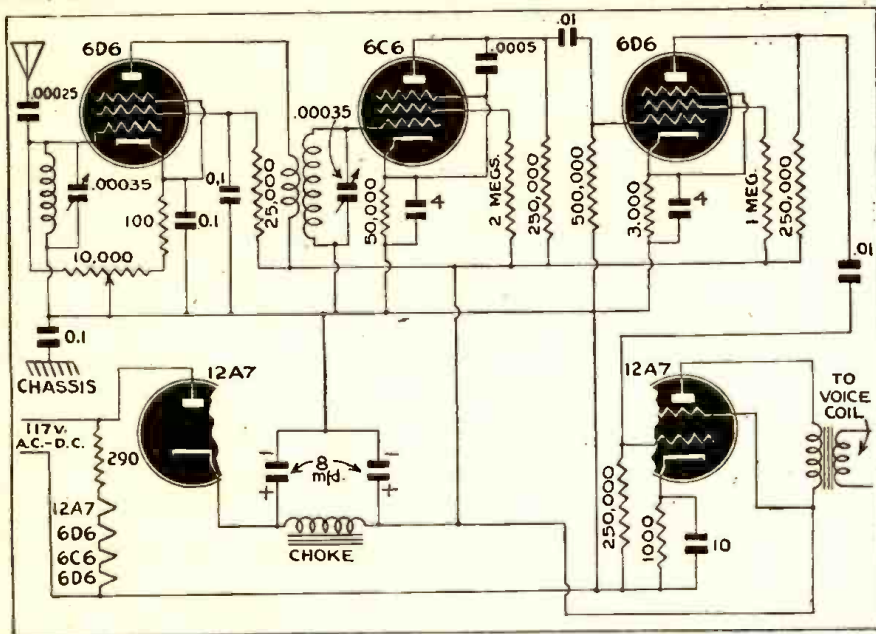 6D6
6C6
6D6
.01
.0005
.00025
.00035
.00035
0.1
25,000
100
0.1
10,000
50,000
4
2 MEGS.
250,000
500,000
3,000
4
1 MEG.
250,000
.01
0.1
CHASSIS
12A7
12A7
TO
VOICE
COIL
117V.
A.C.-D.C.
290
- 8 -
+ mfd. +
12A7
6D6
6C6
6D6
CHOKE
250,000
1000
10